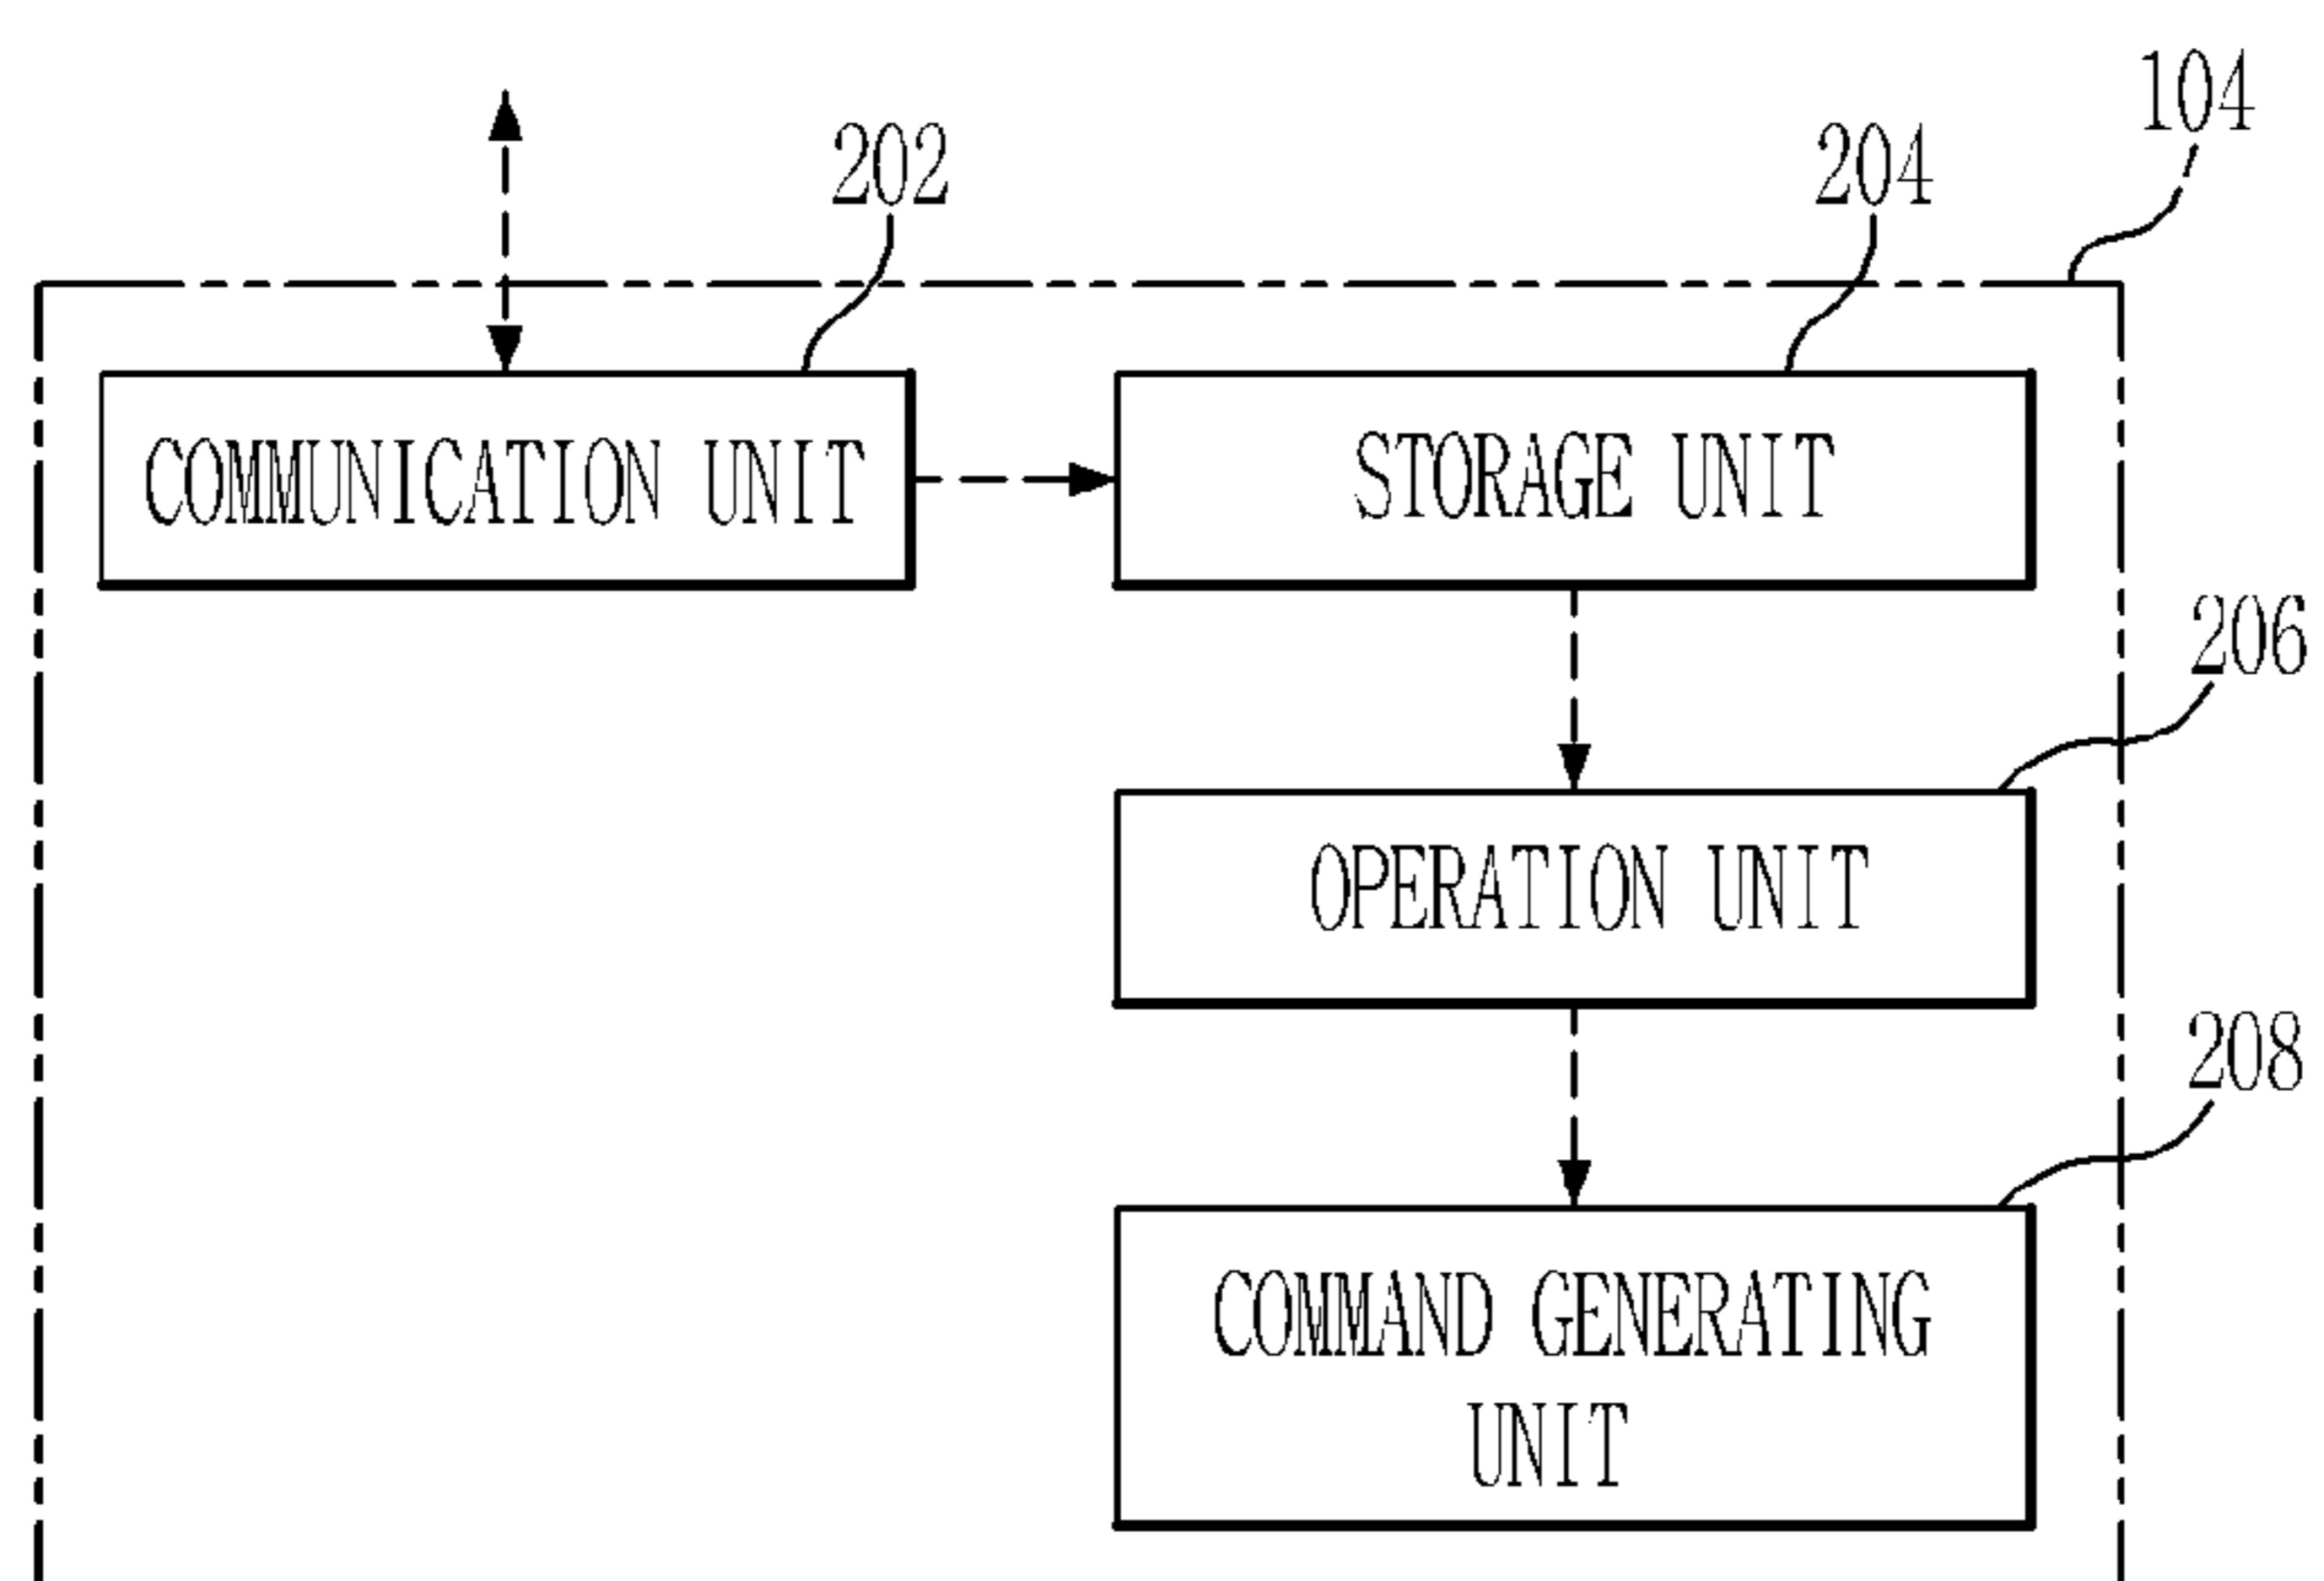 104
202
204
COMMUNICATION UNIT
STORAGE UNIT
206
OPERATION UNIT
208
COMMAND GENERATING
UNIT